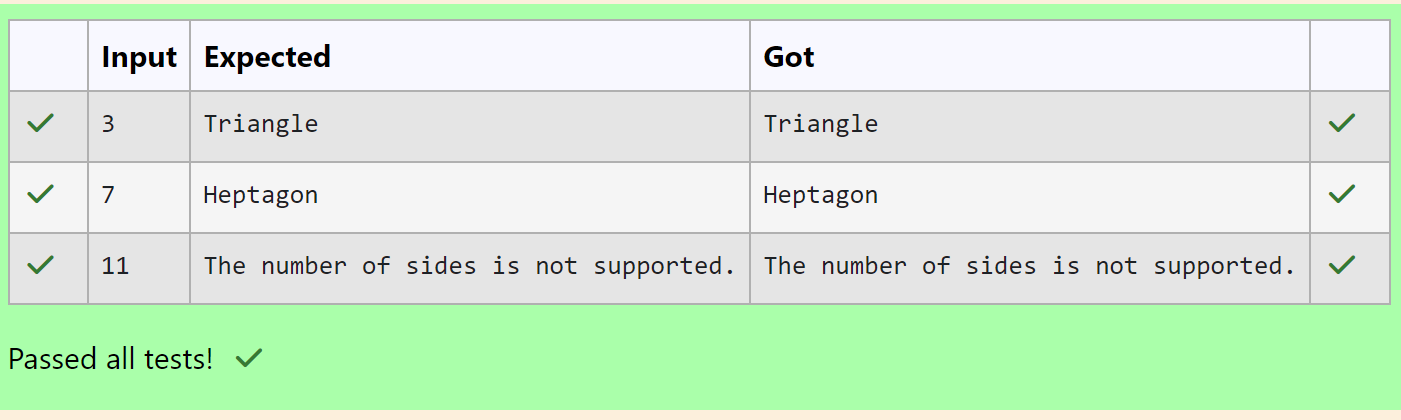 Input Expected Got
3 Triangle Triangle
7 Heptagon Heptagon
11 The number of sides is not supported. The number of sides is not supported.
Passed all tests!